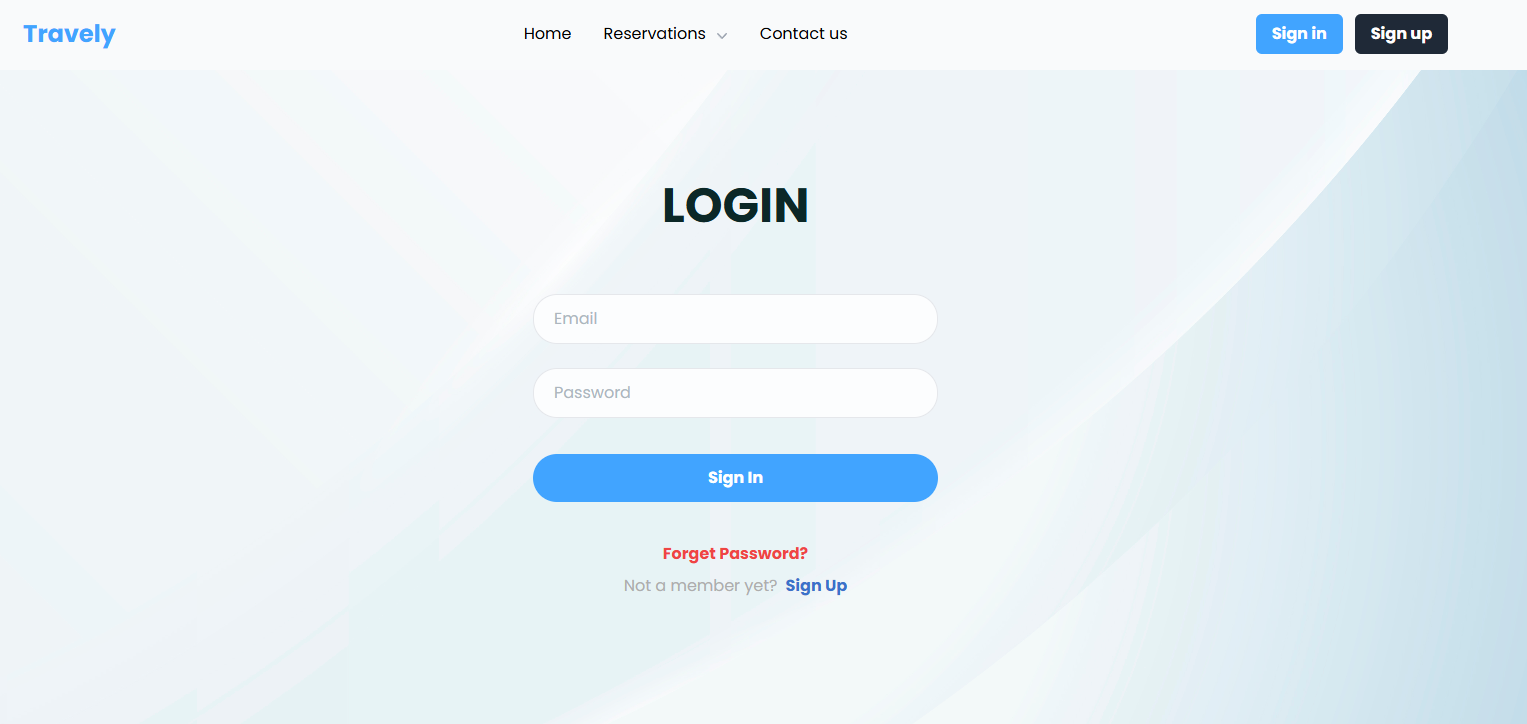 Travely Home Reservations Contact us Sign in Sign up
LOGIN
Email
Password
Sign In
Forget Password?
Not a member yet? Sign Up